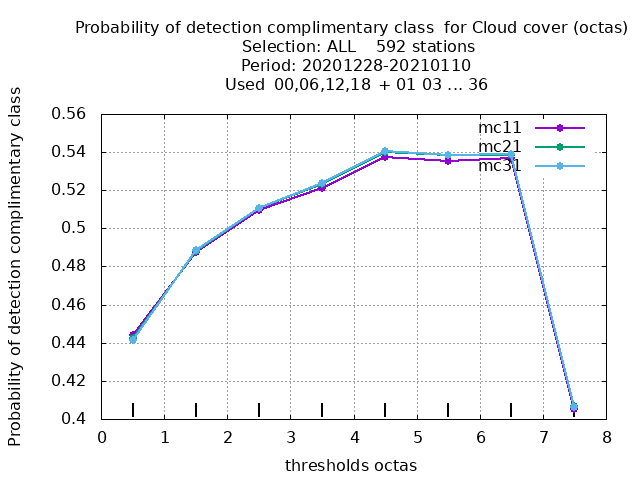 Probability of detection complimentary class  for Cloud cover (octas)
Selection: ALL    592 stations
Period: 20201228-20210110
Used  00,06,12,18  + 01 03 ... 36
Probability of detection complimentary class
0.56
0.54
0.52
0.5
0.48
0.46
0.44
0.42
0.4
mc11
mc21
mc31
0 1 2 3 4 5 6 7 8
thresholds octas